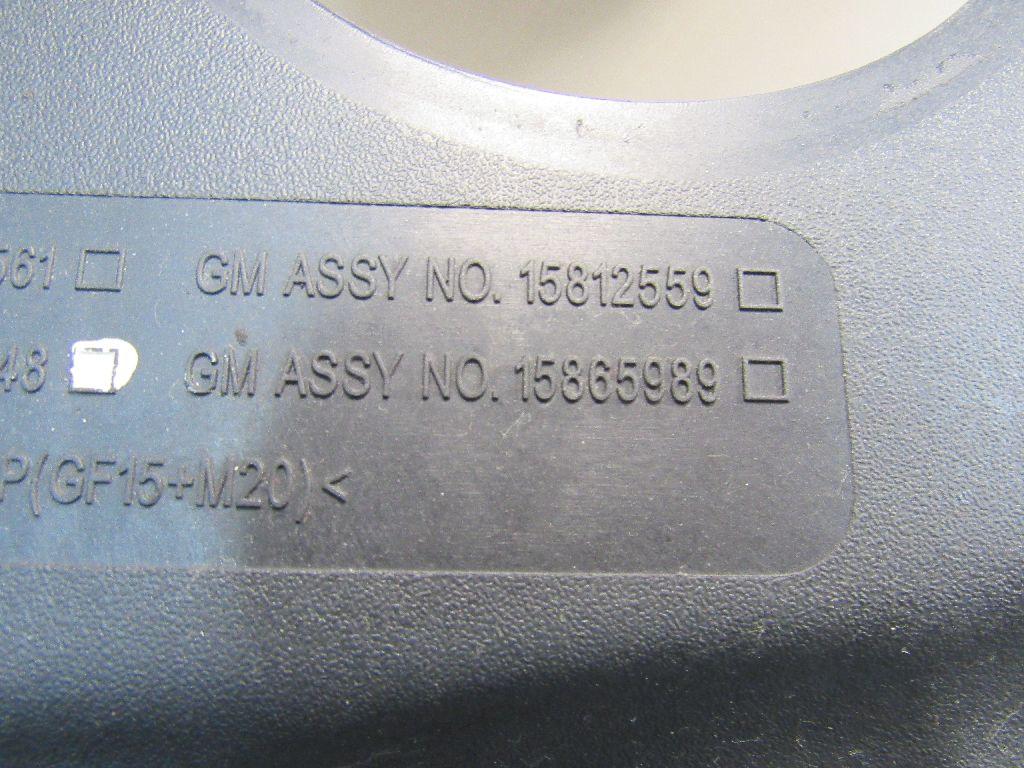 561 □ GM ASSY NO. 15812559 □
48 □ GM ASSY NO. 15865989 □
P(GF15+M20)<